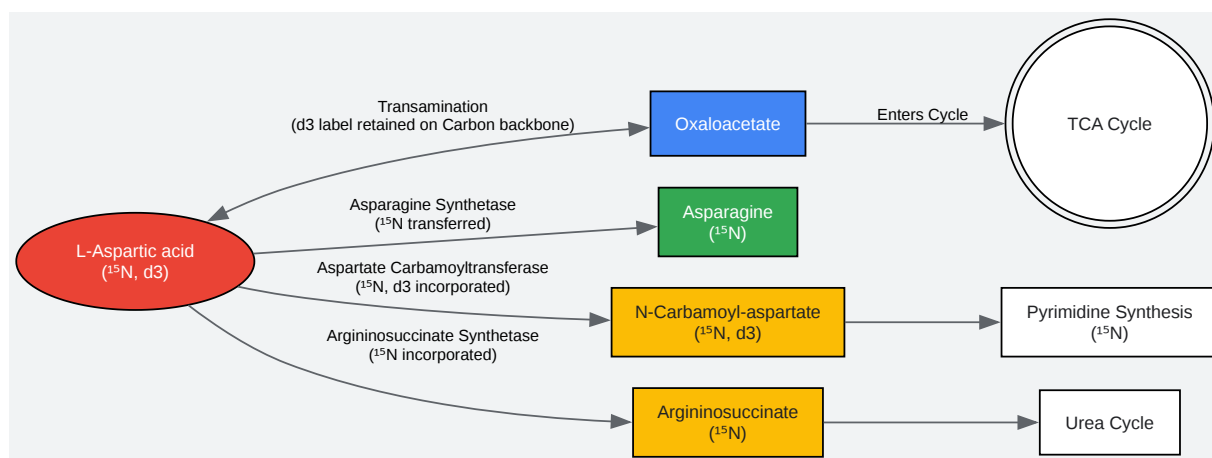 Transamination
(d3 label retained on Carbon backbone)
Oxaloacetate
Enters Cycle
TCA Cycle
Asparagine Synthetase
(¹⁵N transferred)
Asparagine
(¹⁵N)
L-Aspartic acid
(¹⁵N, d3)
Aspartate Carbamoyltransferase
(¹⁵N, d3 incorporated)
N-Carbamoyl-aspartate
(¹⁵N, d3)
Pyrimidine Synthesis
(¹⁵N)
Argininosuccinate Synthetase
(¹⁵N incorporated)
Argininosuccinate
(¹⁵N)
Urea Cycle